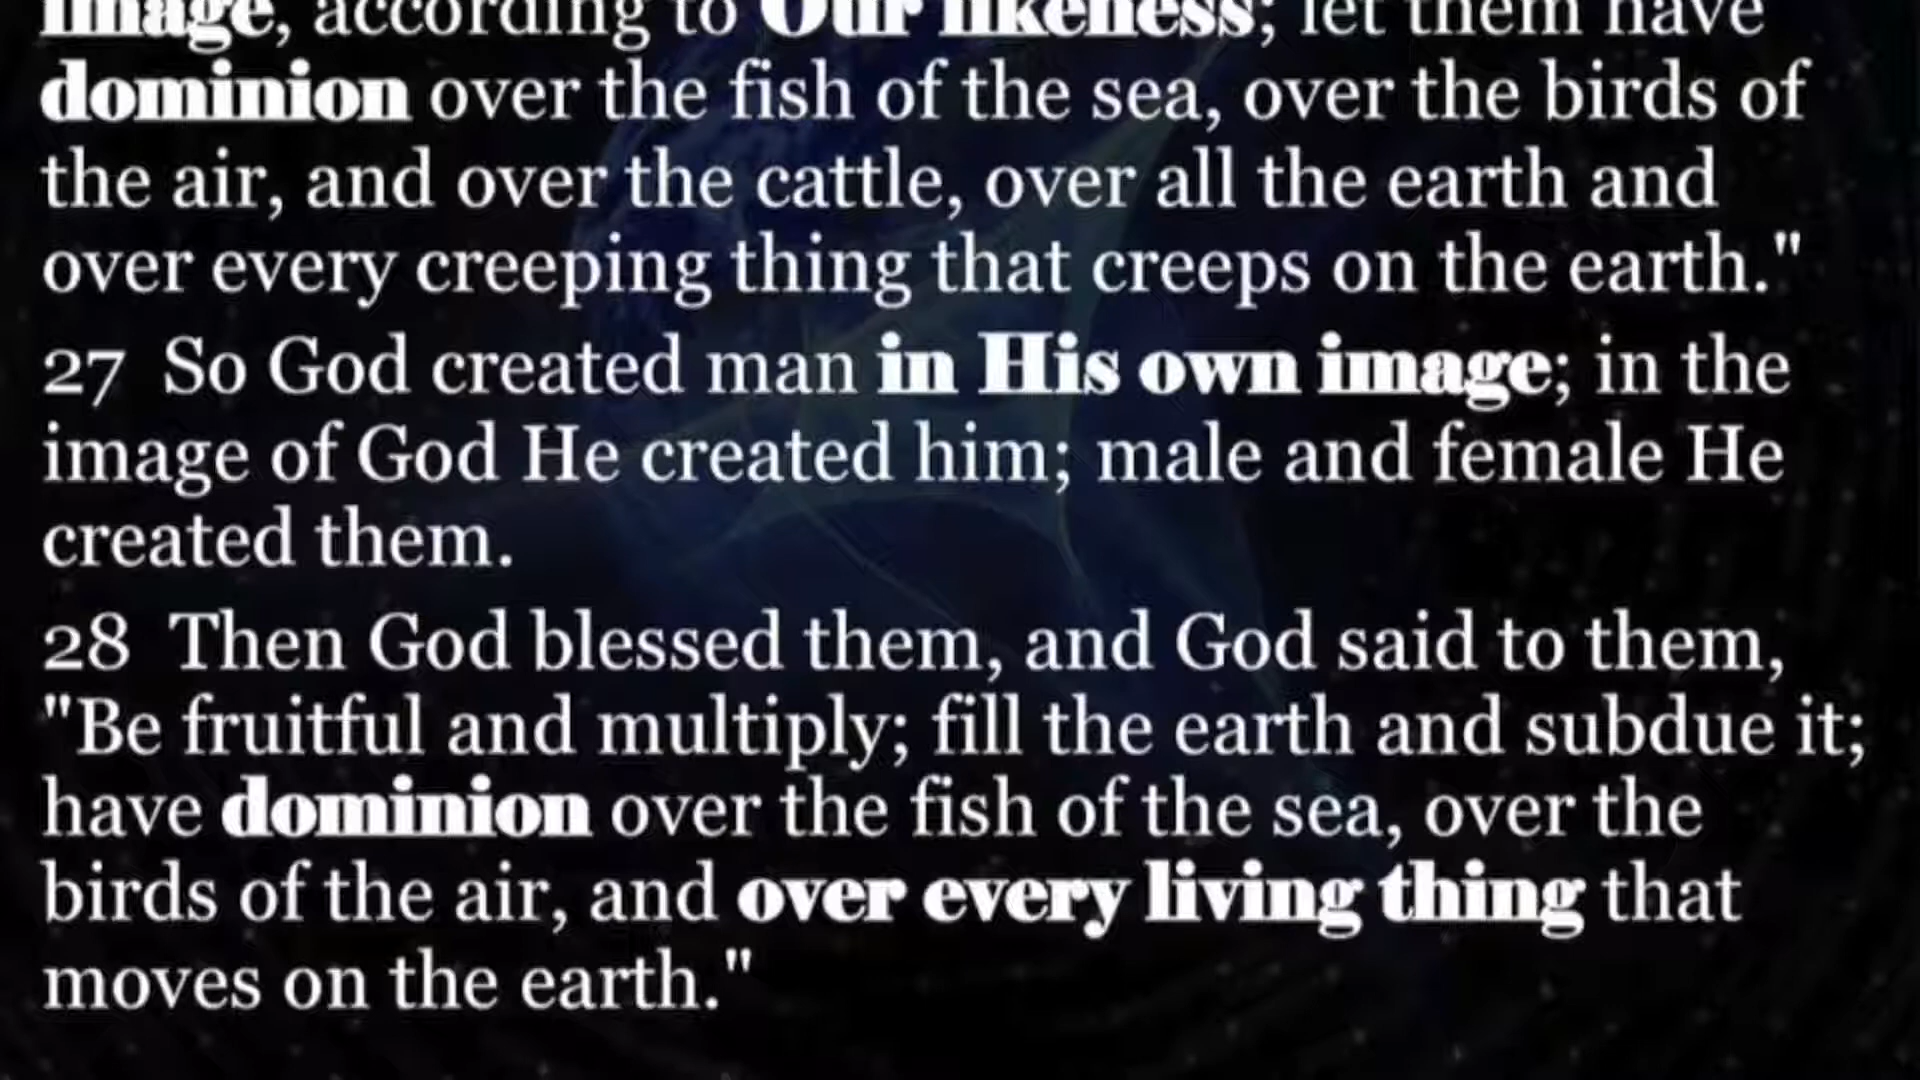 image, according to Our likeness; let them have
dominion over the fish of the sea, over the birds of
the air, and over the cattle, over all the earth and
over every creeping thing that creeps on the earth."
27 So God created man in His own image; in the
image of God He created him; male and female He
created them.
28 Then God blessed them, and God said to them,
"Be fruitful and multiply; fill the earth and subdue it;
have dominion over the fish of the sea, over the
birds of the air, and over every living thing that
moves on the earth."